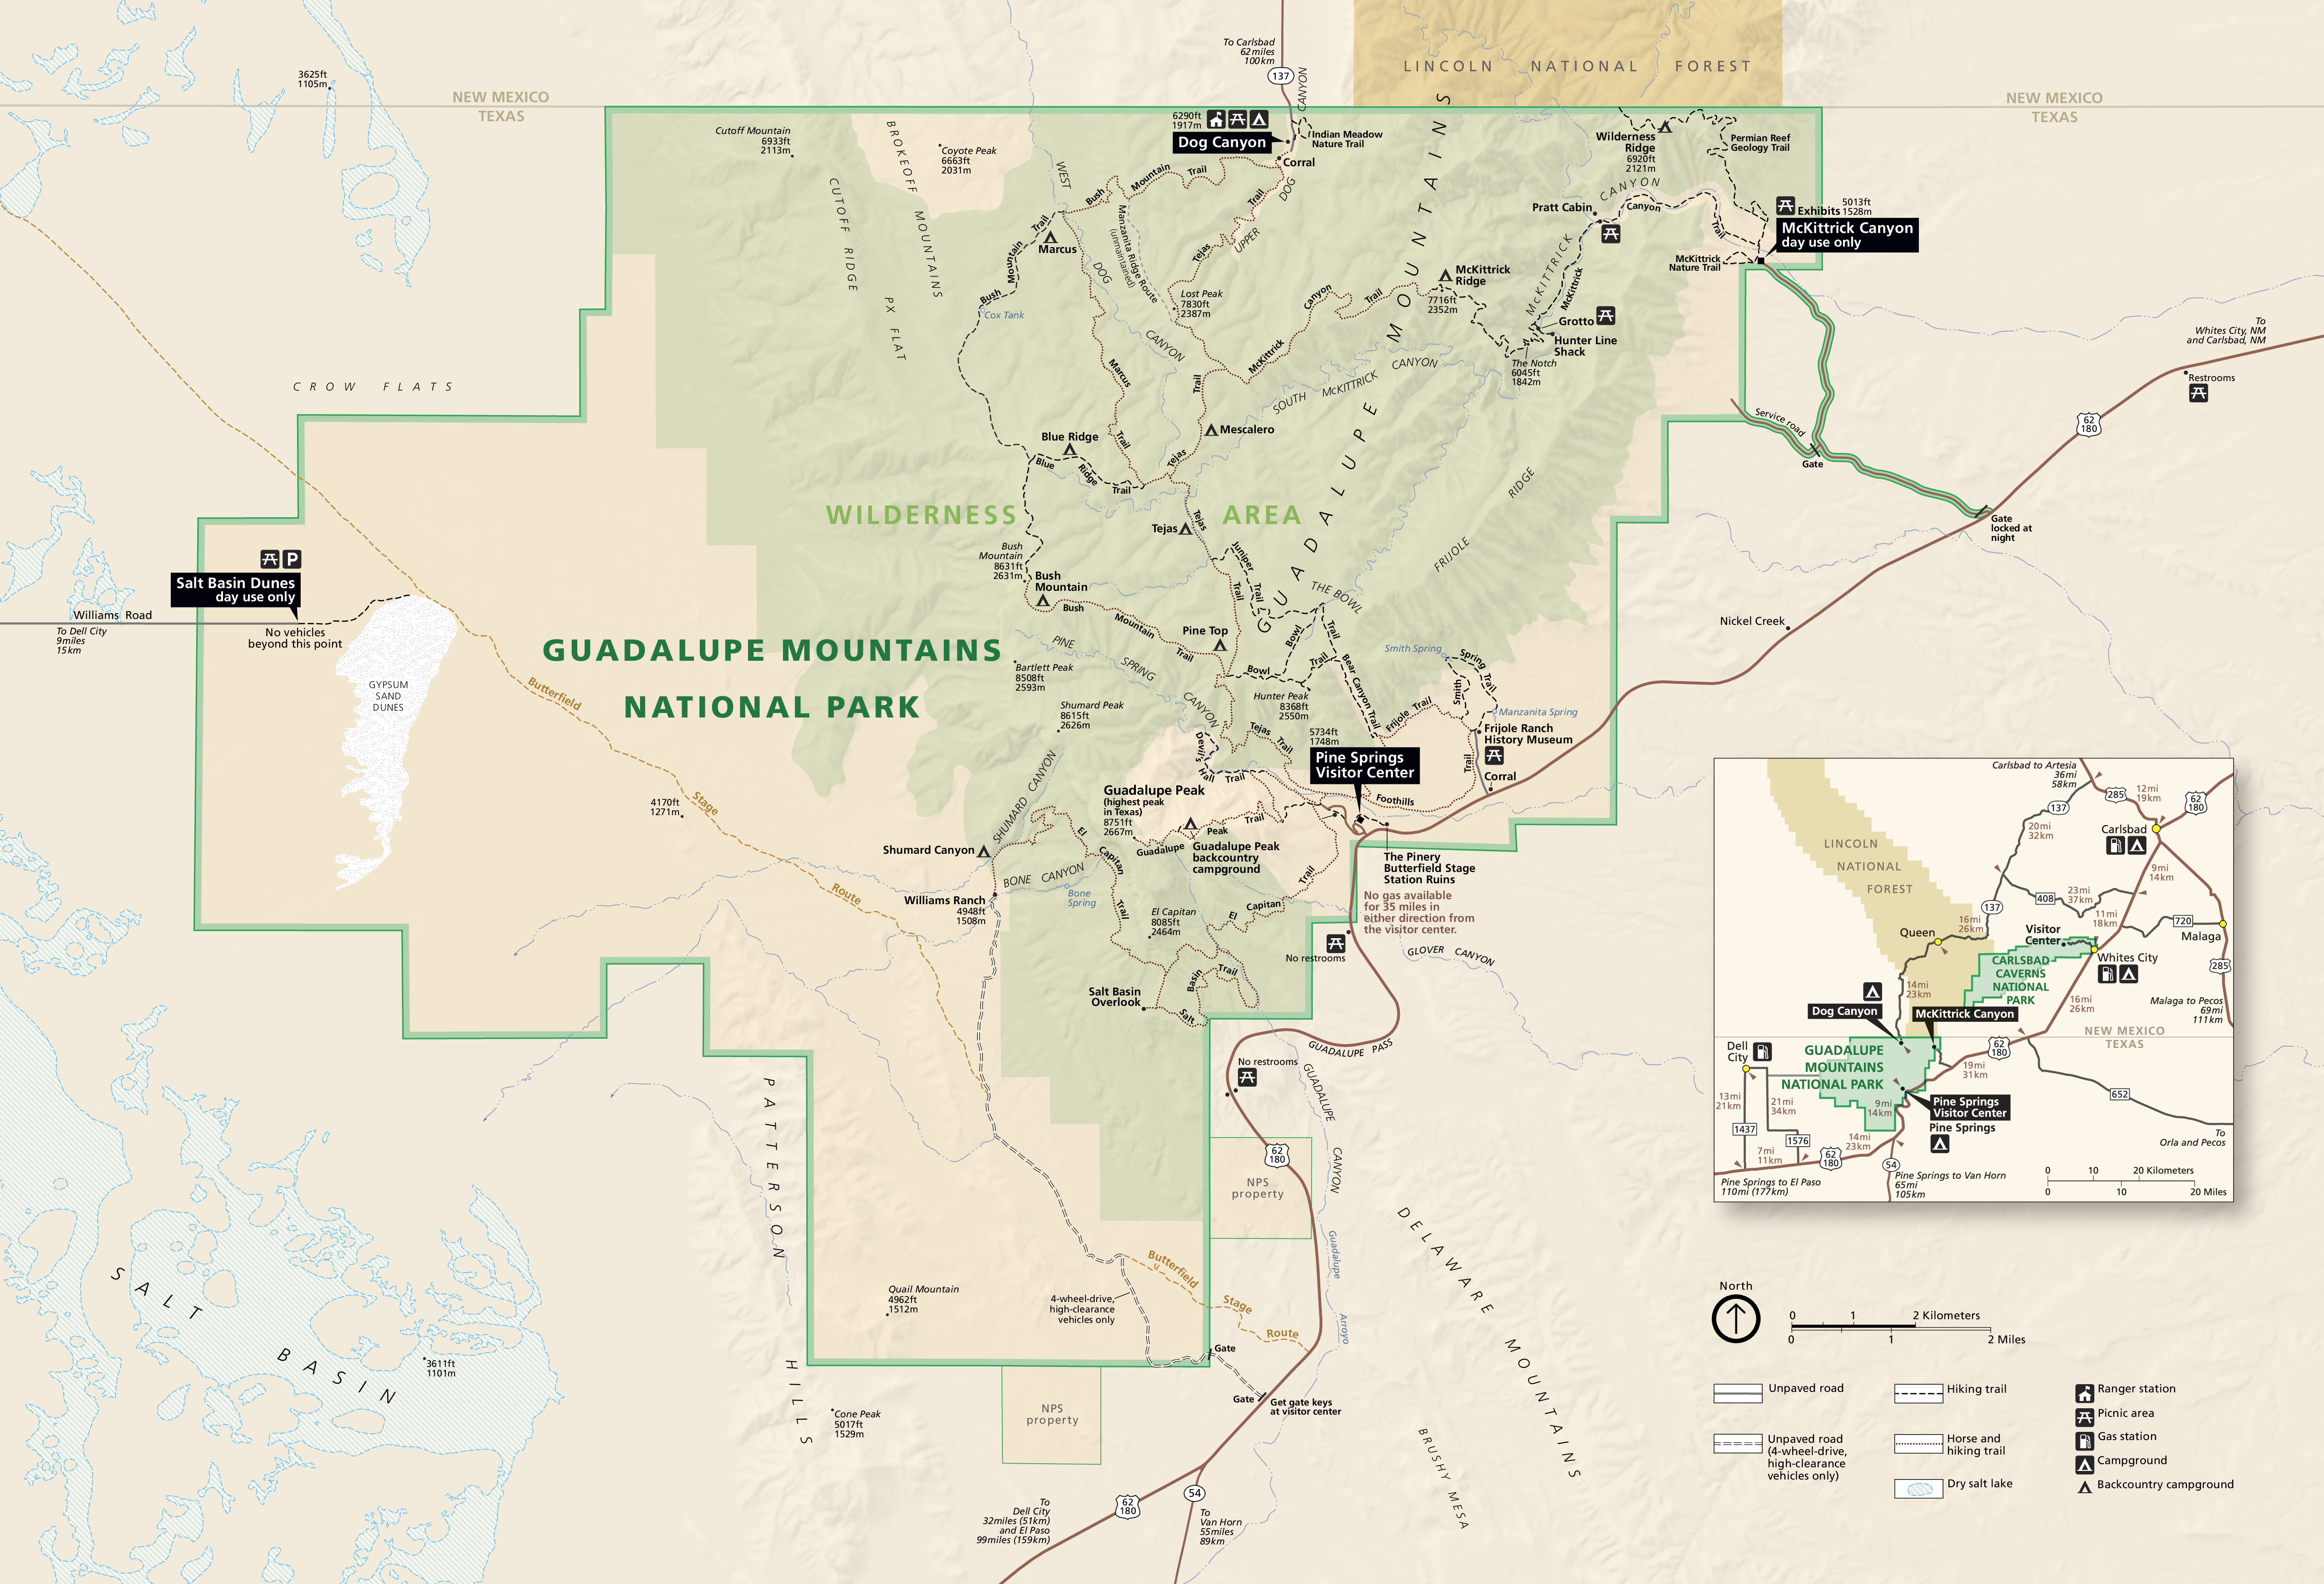 To Carlsbad
62miles
100km
137
LINCOLN NATIONAL FOREST
3625ft
1105m
NEW MEXICO
TEXAS
NEW MEXICO
TEXAS
Cutoff Mountain
6933ft
2113m
BROKEOFF MOUNTAINS
Coyote Peak
6663ft
2031m
CUTOFF RIDGE
PX FLAT
6290ft
1917m
Dog Canyon
Indian Meadow
Nature Trail
Corral
UPPER DOG CANYON
Bush Mountain Trail
WEST DOG CANYON
Manzanita Ridge Route
(unmaintained)
Tejas Trail
Marcus
Bush Mountain Trail
Cox Tank
Lost Peak
7830ft
2387m
Marcus Trail
Tejas Trail
Wilderness
Ridge
6920ft
2121m
Permian Reef
Geology Trail
McKITTRICK CANYON
Pratt Cabin
McKittrick Canyon Trail
Exhibits
5013ft
1528m
McKittrick Canyon
day use only
McKittrick
Nature Trail
McKittrick
Ridge
7716ft
2352m
McKittrick Canyon Trail
Grotto
Hunter Line
Shack
The Notch
6045ft
1842m
SOUTH McKITTRICK CANYON
GUADALUPE MOUNTAINS
To
Whites City, NM
and Carlsbad, NM
Restrooms
62
180
Service road
Gate
Gate
locked at
night
CROW FLATS
Blue Ridge
Blue Ridge Trail
Mescalero
FRIJOLE RIDGE
WILDERNESS AREA
Tejas
Tejas Trail
Juniper Trail
THE BOWL
Bush
Mountain
8631ft
2631m
Bush
Mountain
Bush Mountain Trail
Salt Basin Dunes
day use only
Williams Road
To Dell City
9miles
15km
No vehicles
beyond this point
GYPSUM
SAND
DUNES
GUADALUPE MOUNTAINS
NATIONAL PARK
Butterfield Stage Route
4170ft
1271m
PINE SPRING CANYON
Pine Top
Bowl Trail
Bowl Trail
Bear Canyon Trail
Bartlett Peak
8508ft
2593m
Shumard Peak
8615ft
2626m
Hunter Peak
8368ft
2550m
Smith Spring
Smith Spring Trail
Manzanita Spring
Frijole Trail
Frijole Ranch
History Museum
Corral
Nickel Creek
Devil's Hall Trail
Tejas Trail
Foothills Trail
5734ft
1748m
Pine Springs
Visitor Center
SHUMARD CANYON
Guadalupe Peak
(highest peak
in Texas)
8751ft
2667m
Guadalupe Peak Trail
Guadalupe Peak
backcountry
campground
The Pinery
Butterfield Stage
Station Ruins
No gas available
for 35 miles in
either direction from
the visitor center.
Shumard Canyon
BONE CANYON
Bone
Spring
Williams Ranch
4948ft
1508m
El Capitan Trail
El Capitan
8085ft
2464m
El Capitan Trail
Salt Basin
Overlook
Salt Basin Trail
No restrooms
GLOVER CANYON
GUADALUPE PASS
No restrooms
GUADALUPE CANYON
62
180
NPS
property
Guadalupe Arroyo
DELAWARE MOUNTAINS
BRUSHY MESA
PATTERSON HILLS
Quail Mountain
4962ft
1512m
4-wheel-drive,
high-clearance
vehicles only
Butterfield Stage Route
Gate
Gate
Get gate keys
at visitor center
NPS
property
Cone Peak
5017ft
1529m
SALT BASIN
3611ft
1101m
To
Dell City
32miles (51km)
and El Paso
99miles (159km)
62
180
54
To
Van Horn
55miles
89km
Carlsbad to Artesia
36mi
58km
285
12mi
19km
62
180
137
20mi
32km
Carlsbad
LINCOLN
NATIONAL
FOREST
9mi
14km
408
23mi
37km
137
16mi
26km
11mi
18km
720
Queen
Visitor
Center
Malaga
Whites City
285
CARLSBAD
CAVERNS
NATIONAL
PARK
14mi
23km
16mi
26km
Malaga to Pecos
69mi
111km
Dog Canyon
McKittrick Canyon
NEW MEXICO
TEXAS
Dell
City
62
180
GUADALUPE
MOUNTAINS
NATIONAL PARK
19mi
31km
652
13mi
21km
21mi
34km
9mi
14km
Pine Springs
Visitor Center
Pine Springs
To
Orla and Pecos
1437
1576
14mi
23km
7mi
11km
62
180
54
Pine Springs to El Paso
110mi (177km)
Pine Springs to Van Horn
65mi
105km
0 10 20 Kilometers
0 10 20 Miles
North
0 1 2 Kilometers
0 1 2 Miles
Unpaved road
Unpaved road
(4-wheel-drive,
high-clearance
vehicles only)
Hiking trail
Horse and
hiking trail
Dry salt lake
Ranger station
Picnic area
Gas station
Campground
Backcountry campground